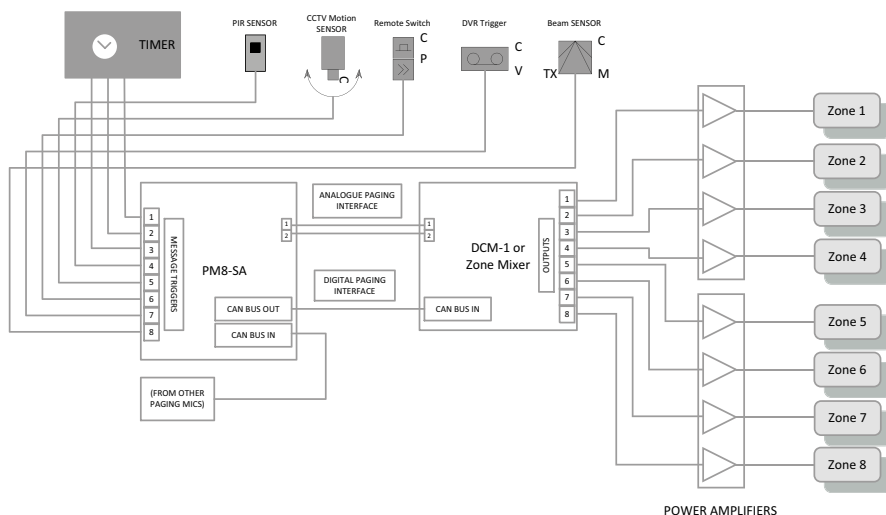 TIMER
PIR SENSOR
CCTV Motion
SENSOR
C
Remote Switch
C
P
DVR Trigger
C
V
Beam SENSOR
C
TX
M
Zone 1
Zone 2
Zone 3
Zone 4
Zone 5
Zone 6
Zone 7
Zone 8
1
2
3
4
5
6
7
8
MESSAGE TRIGGERS
PM8-SA
1
2
CAN BUS OUT
CAN BUS IN
(FROM OTHER
PAGING MICS)
ANALOGUE PAGING
INTERFACE
DIGITAL PAGING
INTERFACE
1
2
DCM-1 or
Zone Mixer
CAN BUS IN
OUTPUTS
1
2
3
4
5
6
7
8
POWER AMPLIFIERS